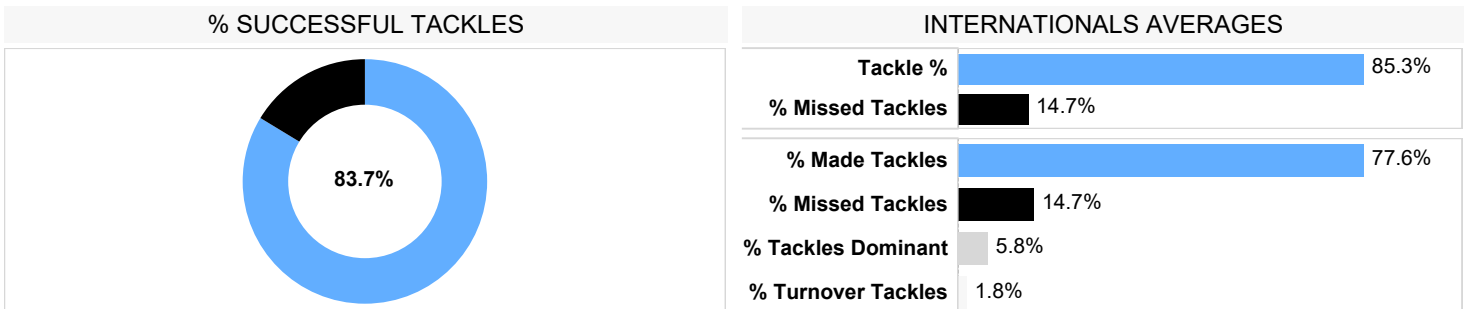 % SUCCESSFUL TACKLES
83.7%
INTERNATIONALS AVERAGES
Tackle % 85.3%
% Missed Tackles 14.7%
% Made Tackles 77.6%
% Missed Tackles 14.7%
% Tackles Dominant 5.8%
% Turnover Tackles 1.8%